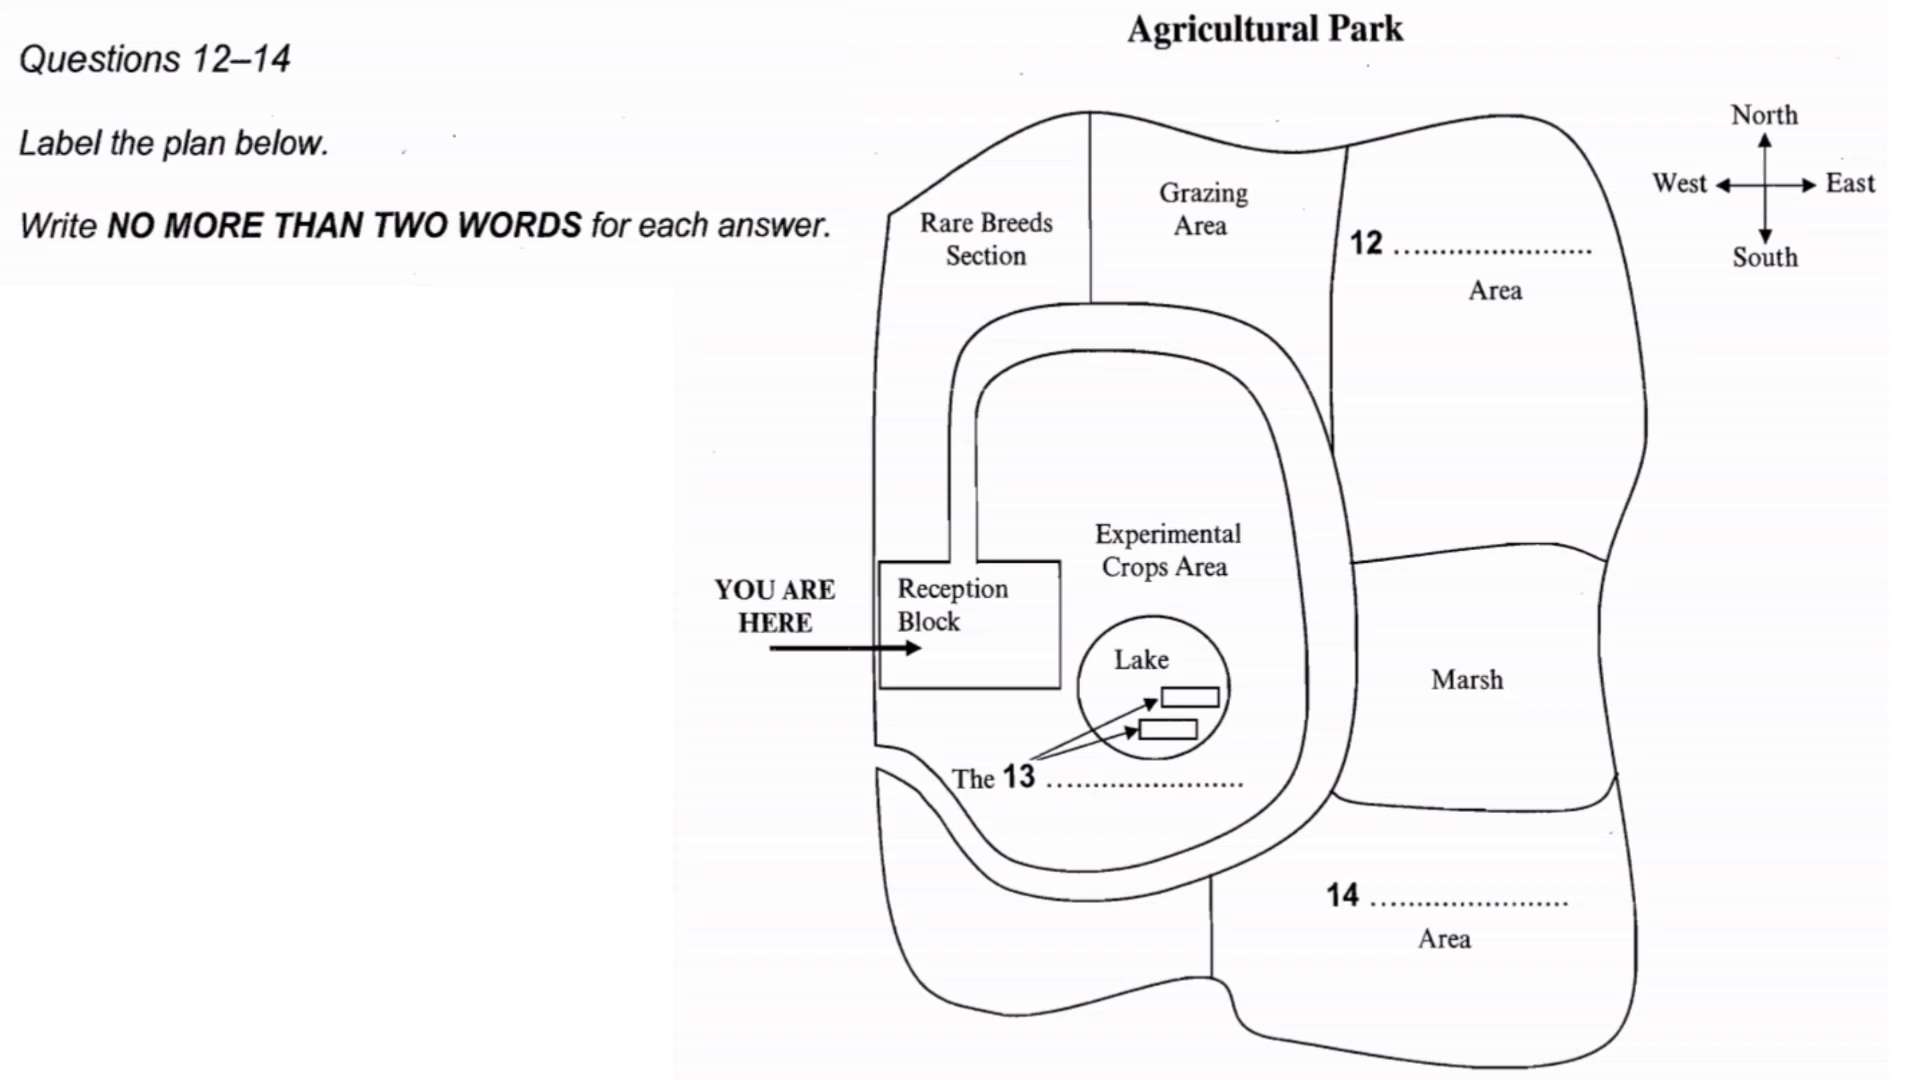 Agricultural Park
Questions 12–14
Label the plan below.
Write NO MORE THAN TWO WORDS for each answer.
North
West
East
South
Rare Breeds
Section
Grazing
Area
12 ......................
Area
Experimental
Crops Area
YOU ARE
HERE
Reception
Block
Lake
Marsh
The 13 ......................
14 ......................
Area